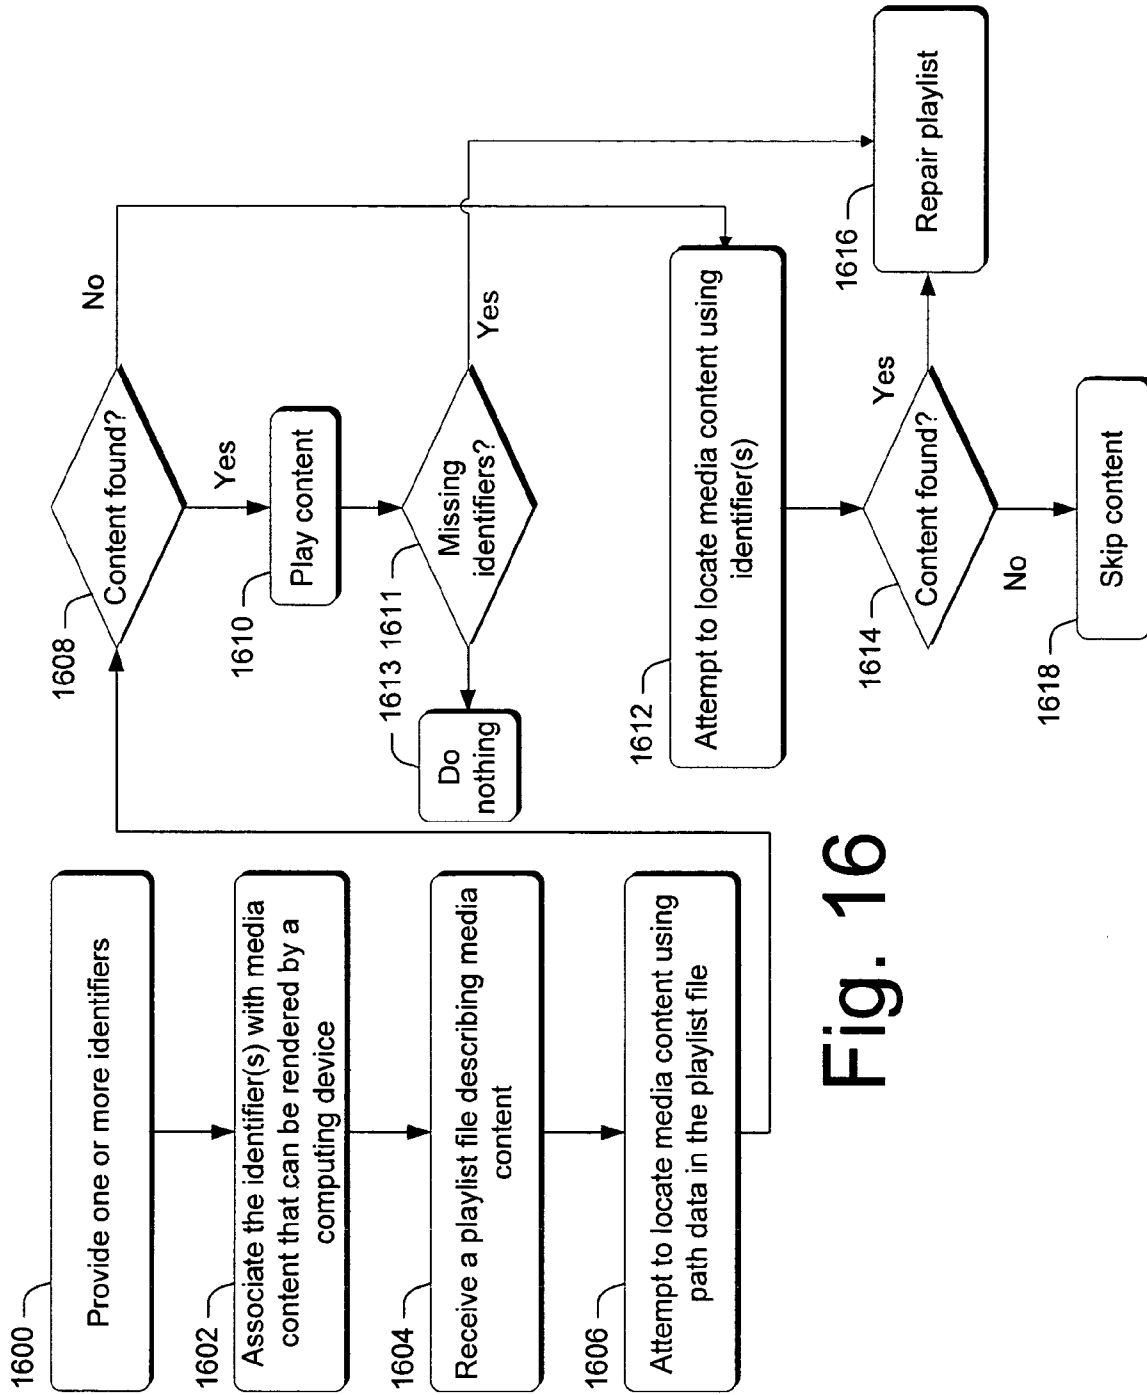 1600
Provide one or more identifiers
1602
Associate the identifier(s) with media
content that can be rendered by a
computing device
1604
Receive a playlist file describing media
content
1606
Attempt to locate media content using
path data in the playlist file
1608
Content found?
No
Yes
1610
Play content
1611
Missing
identifiers?
Yes
1613
Do
nothing
1612
Attempt to locate media content using
identifier(s)
1614
Content found?
Yes
No
1616
Repair playlist
1618
Skip content
Fig. 16